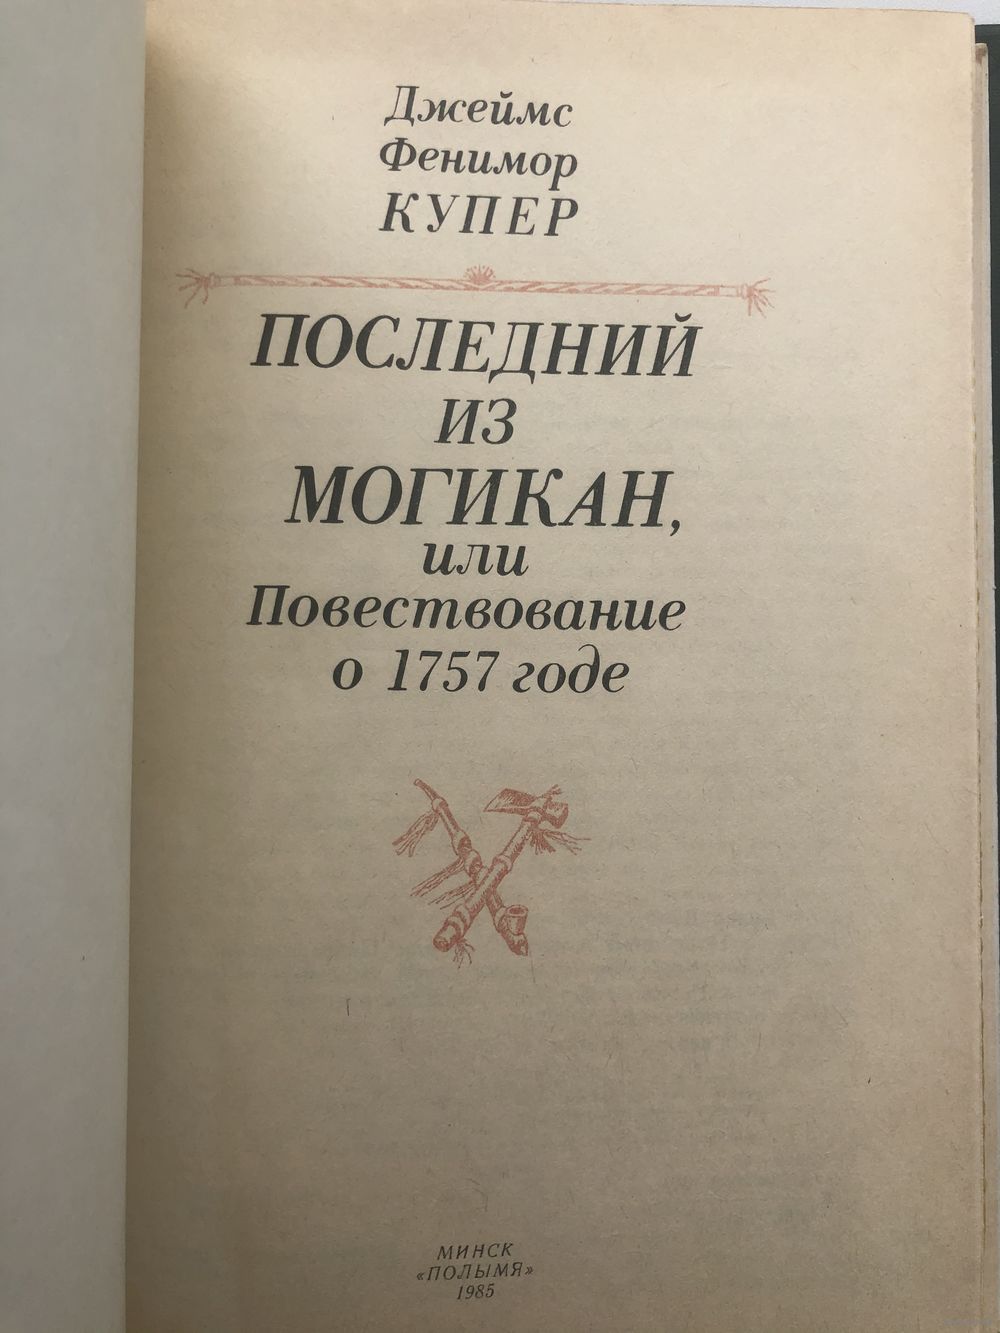 Джеймс
Фенимор
КУПЕР
ПОСЛЕДНИЙ
ИЗ
МОГИКАН,
или
Повествование
о 1757 годе
МИНСК
«ПОЛЫМЯ»
1985